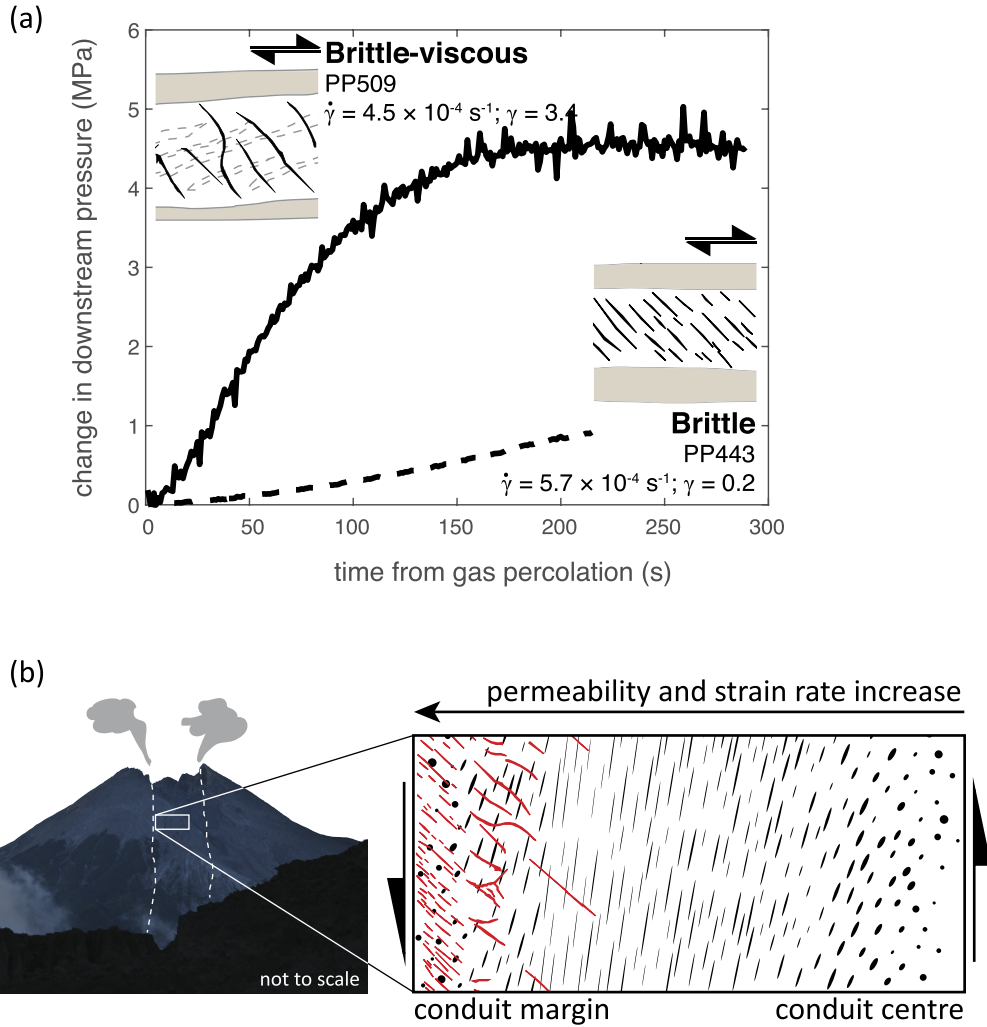 (a)
change in downstream pressure (MPa)
6
5
4
3
2
1
0
Brittle-viscous
PP509
γ̇ = 4.5 × 10⁻⁴ s⁻¹; γ = 3.4
Brittle
PP443
γ̇ = 5.7 × 10⁻⁴ s⁻¹; γ = 0.2
0 50 100 150 200 250 300
time from gas percolation (s)
(b)
permeability and strain rate increase
not to scale
conduit margin conduit centre